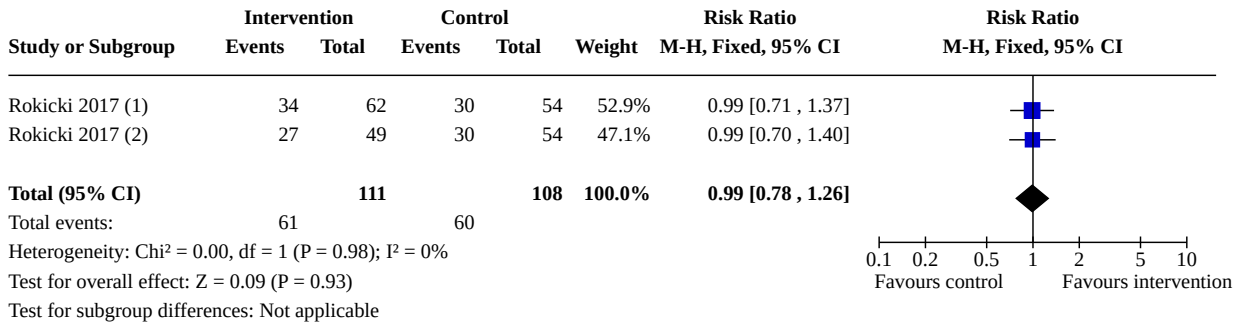 Intervention Control Risk Ratio Risk Ratio
Study or Subgroup Events Total Events Total Weight M-H, Fixed, 95% CI M-H, Fixed, 95% CI
Rokicki 2017 (1) 34 62 30 54 52.9% 0.99 [0.71 , 1.37]
Rokicki 2017 (2) 27 49 30 54 47.1% 0.99 [0.70 , 1.40]
Total (95% CI) 111 108 100.0% 0.99 [0.78 , 1.26]
Total events: 61 60
Heterogeneity: Chi² = 0.00, df = 1 (P = 0.98); I² = 0%
0.1 0.2 0.5 1 2 5 10
Test for overall effect: Z = 0.09 (P = 0.93) Favours control Favours intervention
Test for subgroup differences: Not applicable